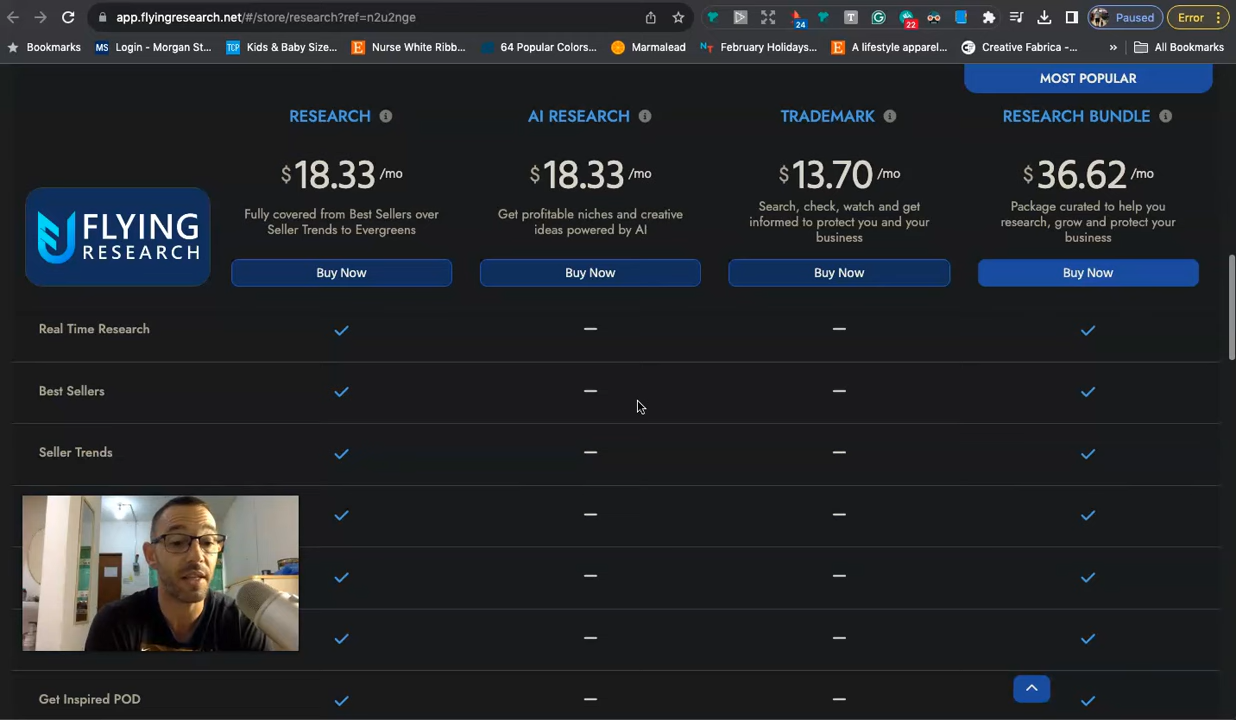 app.flyingresearch.net/#/store/research?ref=n2u2nge
24
T
22
Paused
Error
Bookmarks
MS Login - Morgan St...
TCP Kids & Baby Size...
E Nurse White Ribb...
64 Popular Colors...
Marmalead
February Holidays...
E A lifestyle apparel...
Creative Fabrica -...
»
All Bookmarks
MOST POPULAR
RESEARCH
AI RESEARCH
TRADEMARK
RESEARCH BUNDLE
$18.33 /mo
$18.33 /mo
$13.70 /mo
$36.62 /mo
FLYING
RESEARCH
Fully covered from Best Sellers over
Seller Trends to Evergreens
Get profitable niches and creative
ideas powered by AI
Search, check, watch and get
informed to protect you and your
business
Package curated to help you
research, grow and protect your
business
Buy Now
Buy Now
Buy Now
Buy Now
Real Time Research
Best Sellers
Seller Trends
Get Inspired POD